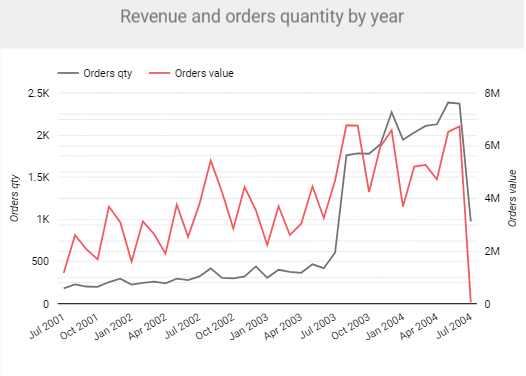 Revenue and orders quantity by year
Orders qty Orders value
2.5K
2K
1.5K
1K
500
0
Orders qty
8M
6M
4M
2M
0
Orders value
Jul 2001 Oct 2001 Jan 2002 Apr 2002 Jul 2002 Oct 2002 Jan 2003 Apr 2003 Jul 2003 Oct 2003 Jan 2004 Apr 2004 Jul 2004